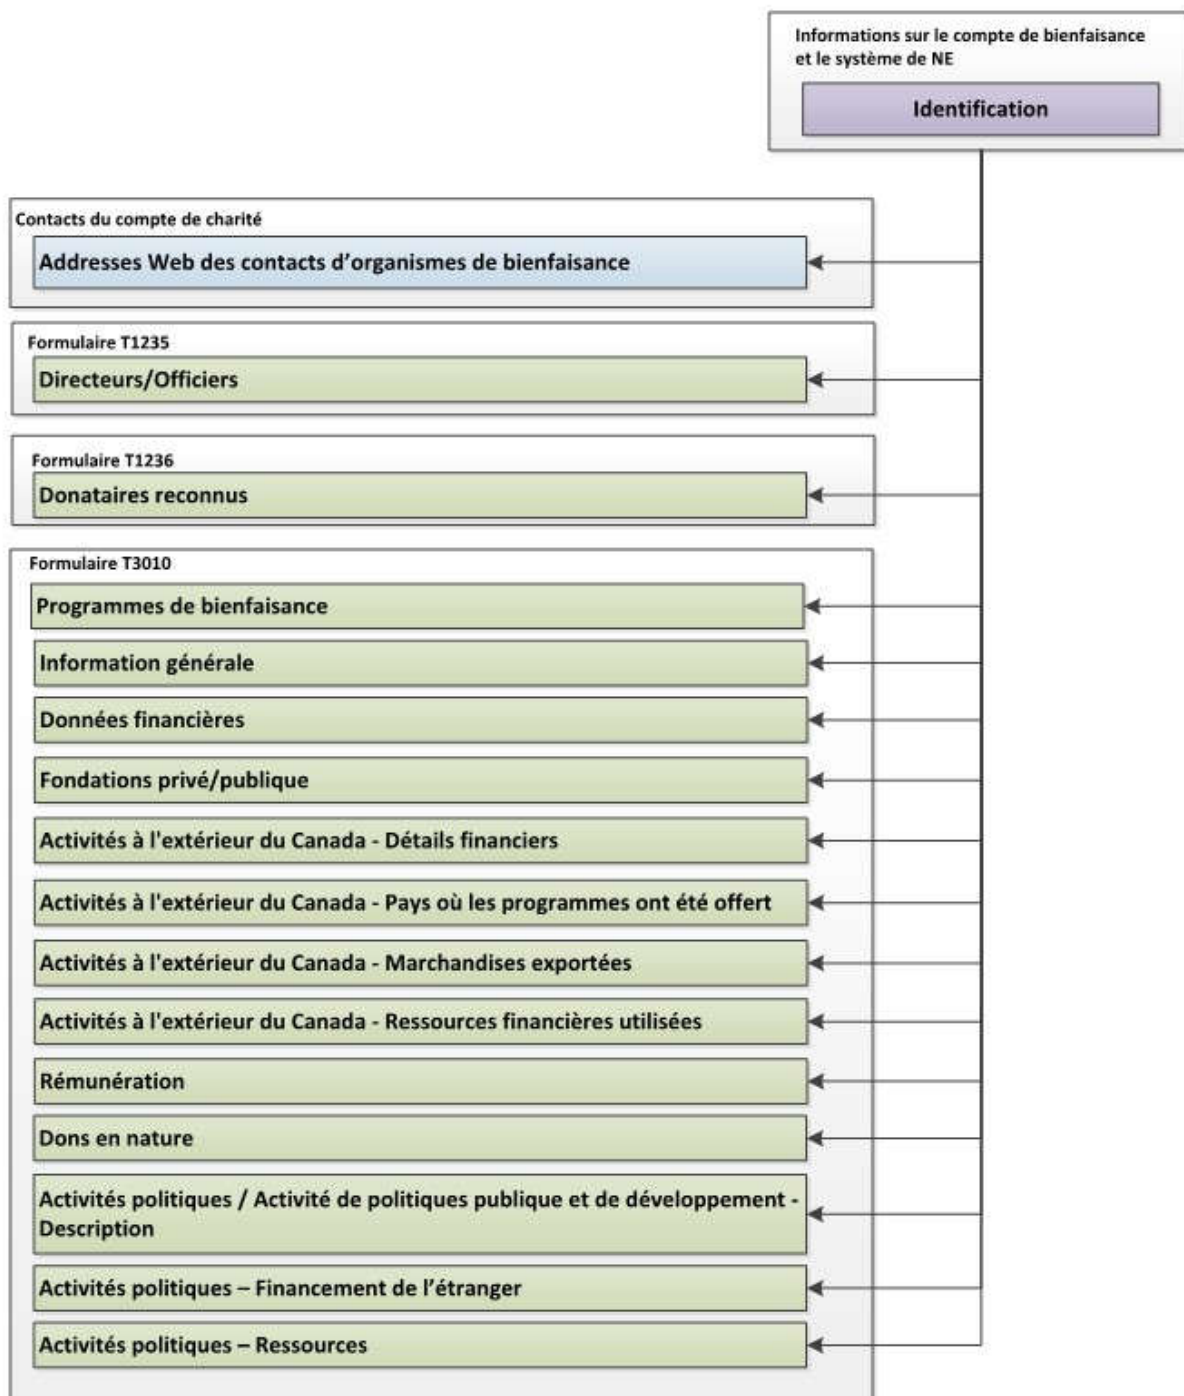 Informations sur le compte de bienfaisance
et le système de NE
Identification
Contacts du compte de charité
Addresses Web des contacts d’organismes de bienfaisance
Formulaire T1235
Directeurs/Officiers
Formulaire T1236
Donataires reconnus
Formulaire T3010
Programmes de bienfaisance
Information générale
Données financières
Fondations privé/publique
Activités à l'extérieur du Canada - Détails financiers
Activités à l'extérieur du Canada - Pays où les programmes ont été offert
Activités à l'extérieur du Canada - Marchandises exportées
Activités à l'extérieur du Canada - Ressources financières utilisées
Rémunération
Dons en nature
Activités politiques / Activité de politiques publique et de développement -
Description
Activités politiques – Financement de l’étranger
Activités politiques – Ressources